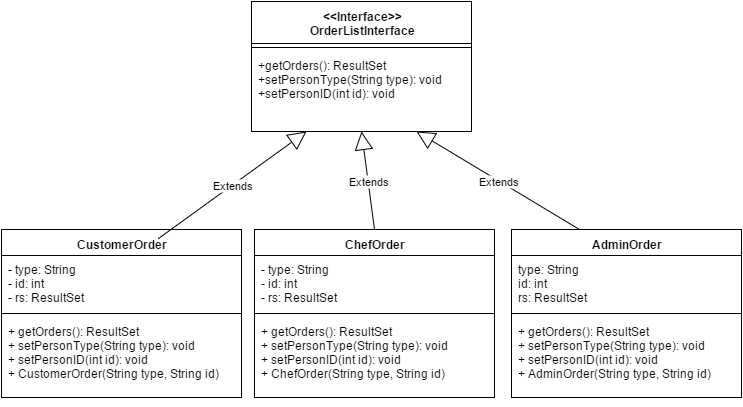 <<Interface>>
OrderListInterface
+getOrders(): ResultSet
+setPersonType(String type): void
+setPersonID(int id): void
Extends
Extends
Extends
CustomerOrder
- type: String
- id: int
- rs: ResultSet
+ getOrders(): ResultSet
+ setPersonType(String type): void
+ setPersonID(int id): void
+ CustomerOrder(String type, String id)
ChefOrder
- type: String
- id: int
- rs: ResultSet
+ getOrders(): ResultSet
+ setPersonType(String type): void
+ setPersonID(int id): void
+ ChefOrder(String type, String id)
AdminOrder
type: String
id: int
rs: ResultSet
+ getOrders(): ResultSet
+ setPersonType(String type): void
+ setPersonID(int id): void
+ AdminOrder(String type, String id)